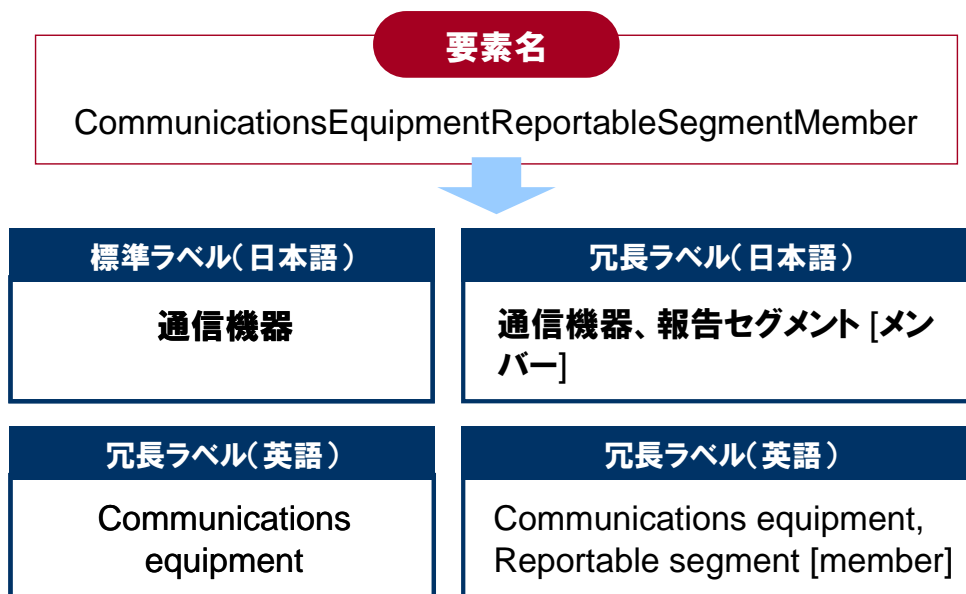 要素名
CommunicationsEquipmentReportableSegmentMember
標準ラベル(日本語)
通信機器
冗長ラベル(日本語)
通信機器、報告セグメント [メン
バー]
冗長ラベル(英語)
Communications
equipment
冗長ラベル(英語)
Communications equipment,
Reportable segment [member]